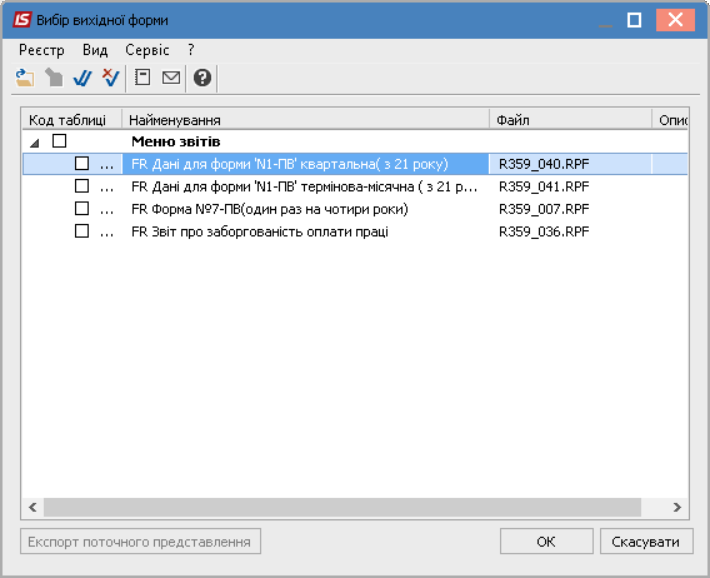 IS Вибір вихідної форми
Реєстр Вид Сервіс ?
Код таблиці Найменування Файл Опис
Меню звітів
... FR Дані для форми 'N1-ПВ' квартальна( з 21 року) R359_040.RPF
... FR Дані для форми 'N1-ПВ' термінова-місячна ( з 21 р... R359_041.RPF
... FR Форма №7-ПВ(один раз на чотири роки) R359_007.RPF
... FR Звіт про заборгованість оплати праці R359_036.RPF
Експорт поточного представлення ОК Скасувати